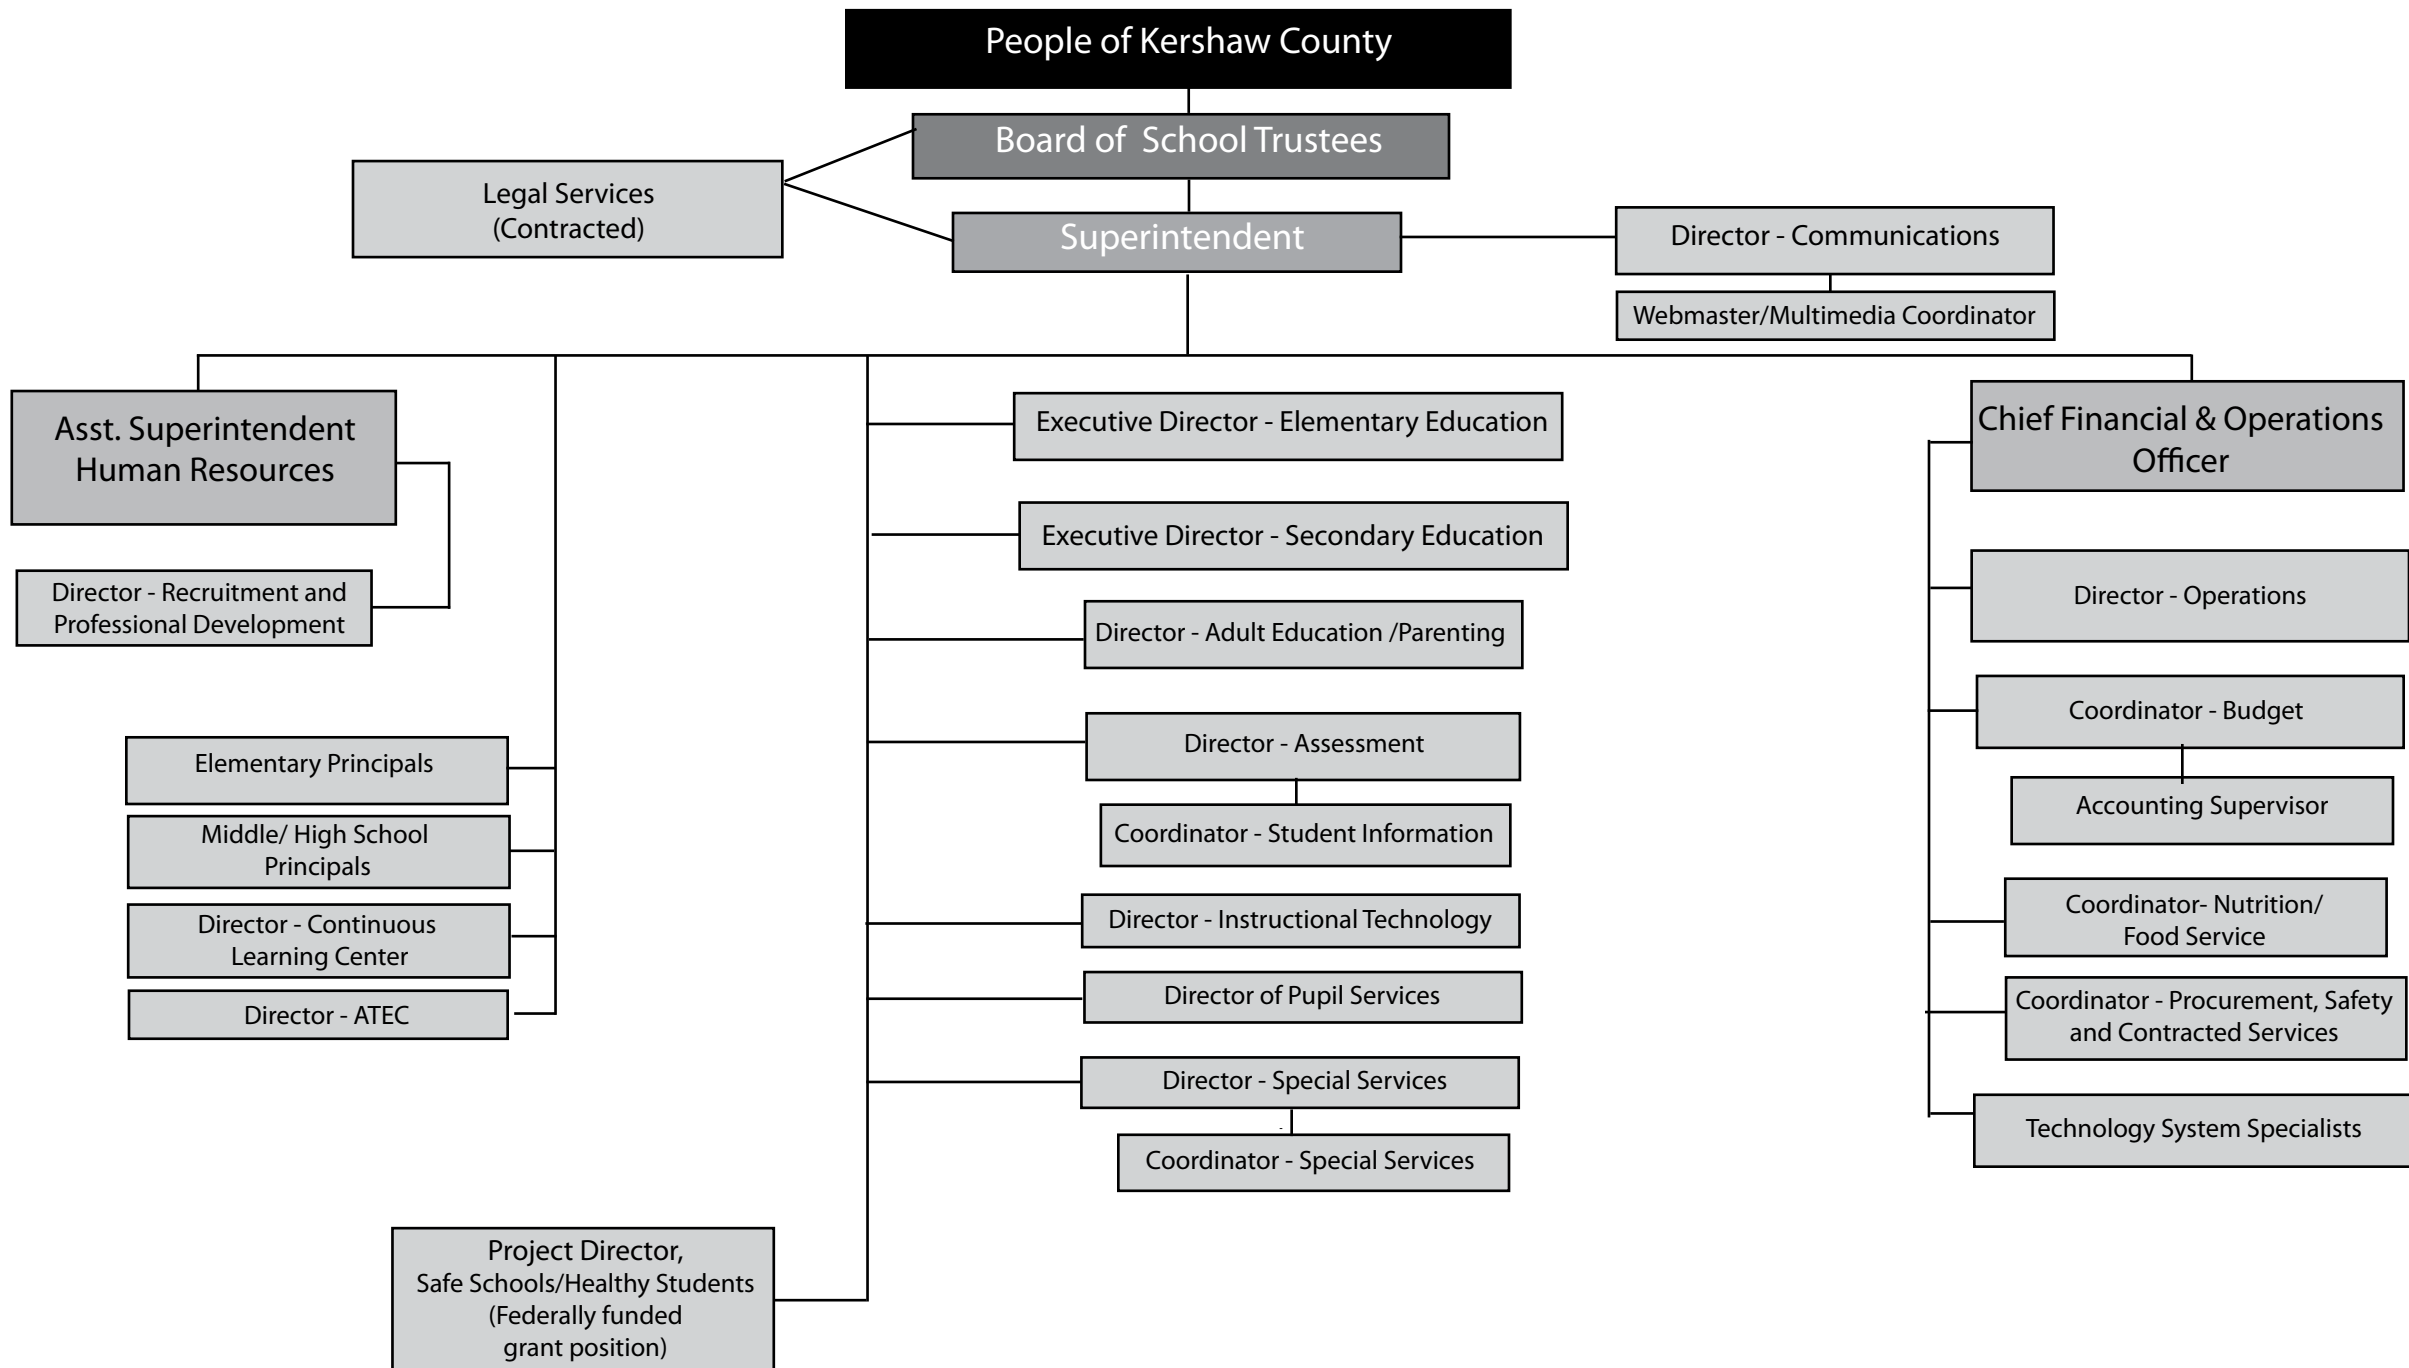 People of Kershaw County
Board of School Trustees
Legal Services
(Contracted)
Superintendent
Director - Communications
Webmaster/Multimedia Coordinator
Asst. Superintendent
Human Resources
Director - Recruitment and
Professional Development
Elementary Principals
Middle/ High School
Principals
Director - Continuous
Learning Center
Director - ATEC
Executive Director - Elementary Education
Executive Director - Secondary Education
Director - Adult Education /Parenting
Director - Assessment
Coordinator - Student Information
Director - Instructional Technology
Director of Pupil Services
Director - Special Services
-
Coordinator - Special Services
Project Director,
Safe Schools/Healthy Students
(Federally funded
grant position)
Chief Financial & Operations
Officer
Director - Operations
Coordinator - Budget
Accounting Supervisor
Coordinator- Nutrition/
Food Service
Coordinator - Procurement, Safety
and Contracted Services
Technology System Specialists